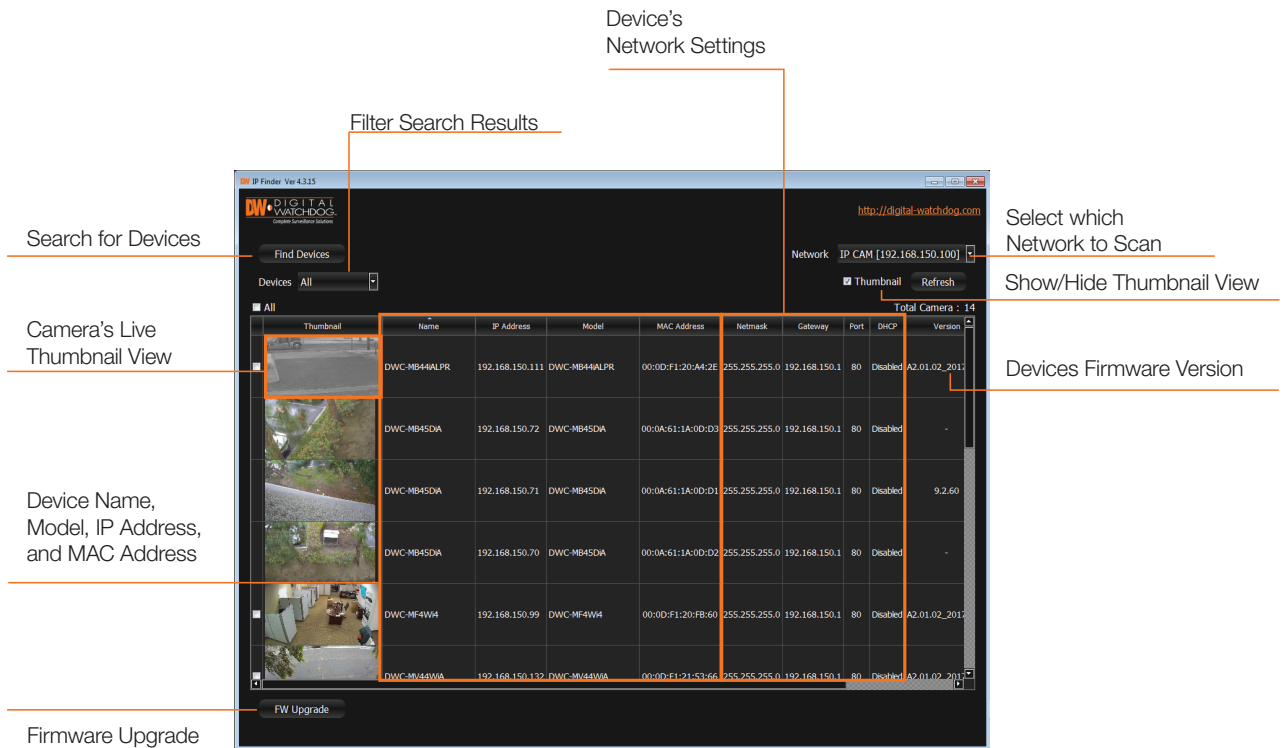 Device's
Network Settings
Filter Search Results
DW IP Finder Ver 4.3.15
DW DIGITAL
WATCHDOG
Complete Surveillance Solutions
http://digital-watchdog.com
Search for Devices
Select which
Network to Scan
Find Devices
Network IP CAM [192.168.150.100]
Devices All
Thumbnail Refresh
Show/Hide Thumbnail View
All
Total Camera : 14
Camera's Live
Thumbnail View
Thumbnail Name IP Address Model MAC Address Netmask Gateway Port DHCP Version
DWC-MB44iALPR 192.168.150.111 DWC-MB44iALPR 00:0D:F1:20:A4:2E 255.255.255.0 192.168.150.1 80 Disabled A2.01.02_2017
Devices Firmware Version
DWC-MB45DiA 192.168.150.72 DWC-MB45DiA 00:0A:61:1A:0D:D3 255.255.255.0 192.168.150.1 80 Disabled -
DWC-MB45DiA 192.168.150.71 DWC-MB45DiA 00:0A:61:1A:0D:D1 255.255.255.0 192.168.150.1 80 Disabled 9.2.60
Device Name,
Model, IP Address,
and MAC Address
DWC-MB45DiA 192.168.150.70 DWC-MB45DiA 00:0A:61:1A:0D:D2 255.255.255.0 192.168.150.1 80 Disabled -
DWC-MF4Wi4 192.168.150.99 DWC-MF4Wi4 00:0D:F1:20:FB:60 255.255.255.0 192.168.150.1 80 Disabled A2.01.02_2017
DWC-MV44WiA 192.168.150.132 DWC-MV44WiA 00:0D:F1:21:53:66 255.255.255.0 192.168.150.1 80 Disabled A2.01.02_2017
FW Upgrade
Firmware Upgrade